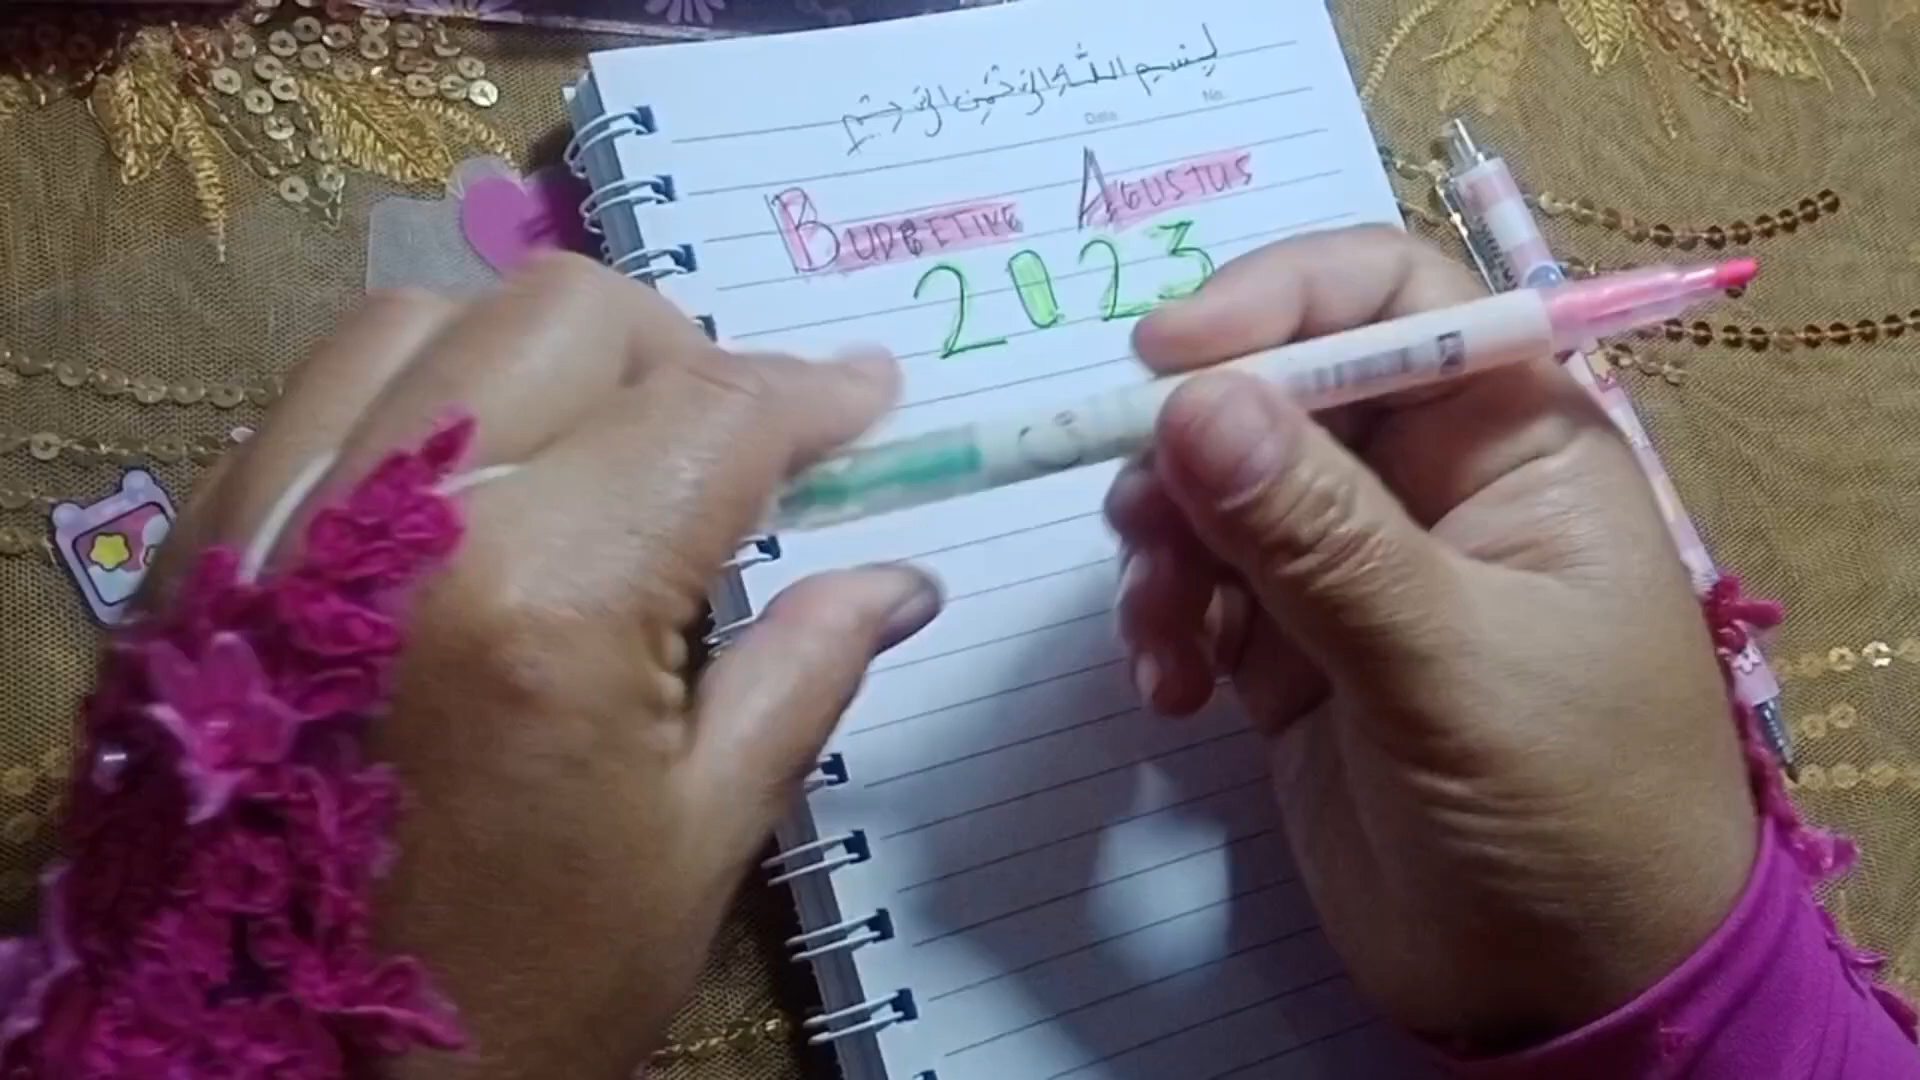 بِسْمِ اللَّهِ الرَّحْمَنِ الرَّحِيْمِ
No.
Date
BUDGETING AGUSTUS
2023